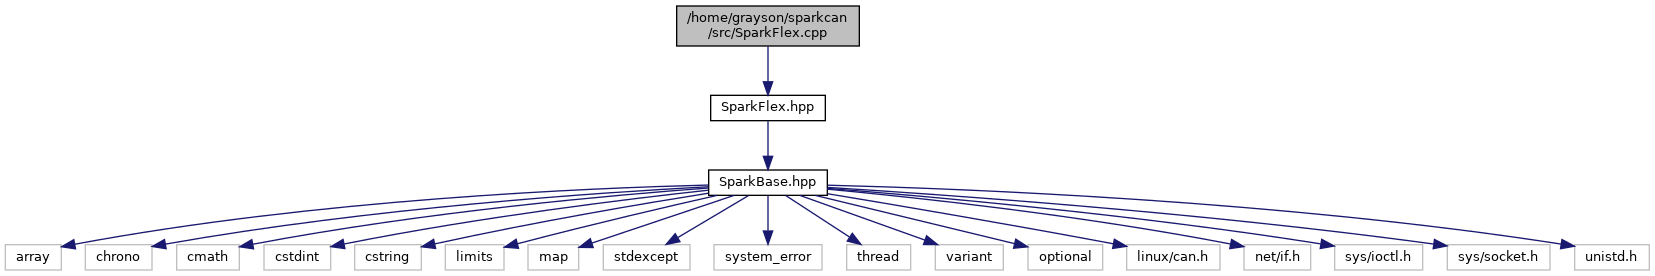 /home/grayson/sparkcan
/src/SparkFlex.cpp
SparkFlex.hpp
SparkBase.hpp
array
chrono
cmath
cstdint
cstring
limits
map
stdexcept
system_error
thread
variant
optional
linux/can.h
net/if.h
sys/ioctl.h
sys/socket.h
unistd.h